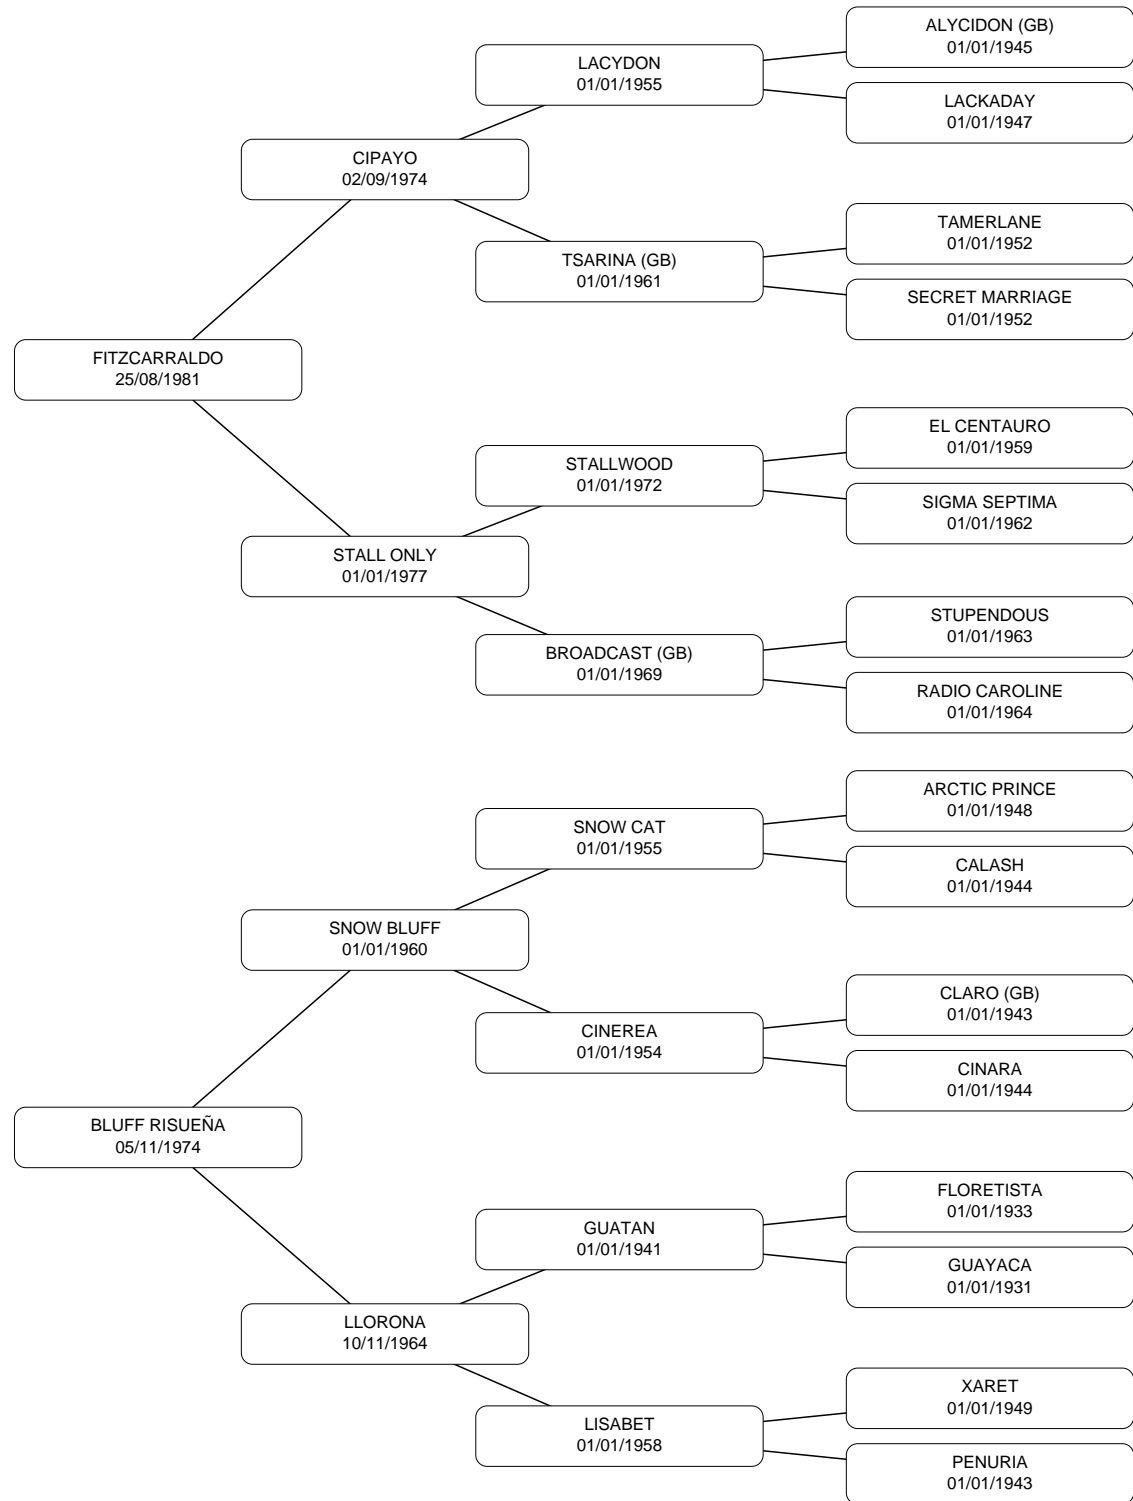 ALYCIDON (GB)
01/01/1945
LACYDON
01/01/1955
LACKADAY
01/01/1947
CIPAYO
02/09/1974
TAMERLANE
01/01/1952
TSARINA (GB)
01/01/1961
SECRET MARRIAGE
01/01/1952
FITZCARRALDO
25/08/1981
EL CENTAURO
01/01/1959
STALLWOOD
01/01/1972
SIGMA SEPTIMA
01/01/1962
STALL ONLY
01/01/1977
STUPENDOUS
01/01/1963
BROADCAST (GB)
01/01/1969
RADIO CAROLINE
01/01/1964
ARCTIC PRINCE
01/01/1948
SNOW CAT
01/01/1955
CALASH
01/01/1944
SNOW BLUFF
01/01/1960
CLARO (GB)
01/01/1943
CINEREA
01/01/1954
CINARA
01/01/1944
BLUFF RISUEÑA
05/11/1974
FLORETISTA
01/01/1933
GUATAN
01/01/1941
GUAYACA
01/01/1931
LLORONA
10/11/1964
XARET
01/01/1949
LISABET
01/01/1958
PENURIA
01/01/1943